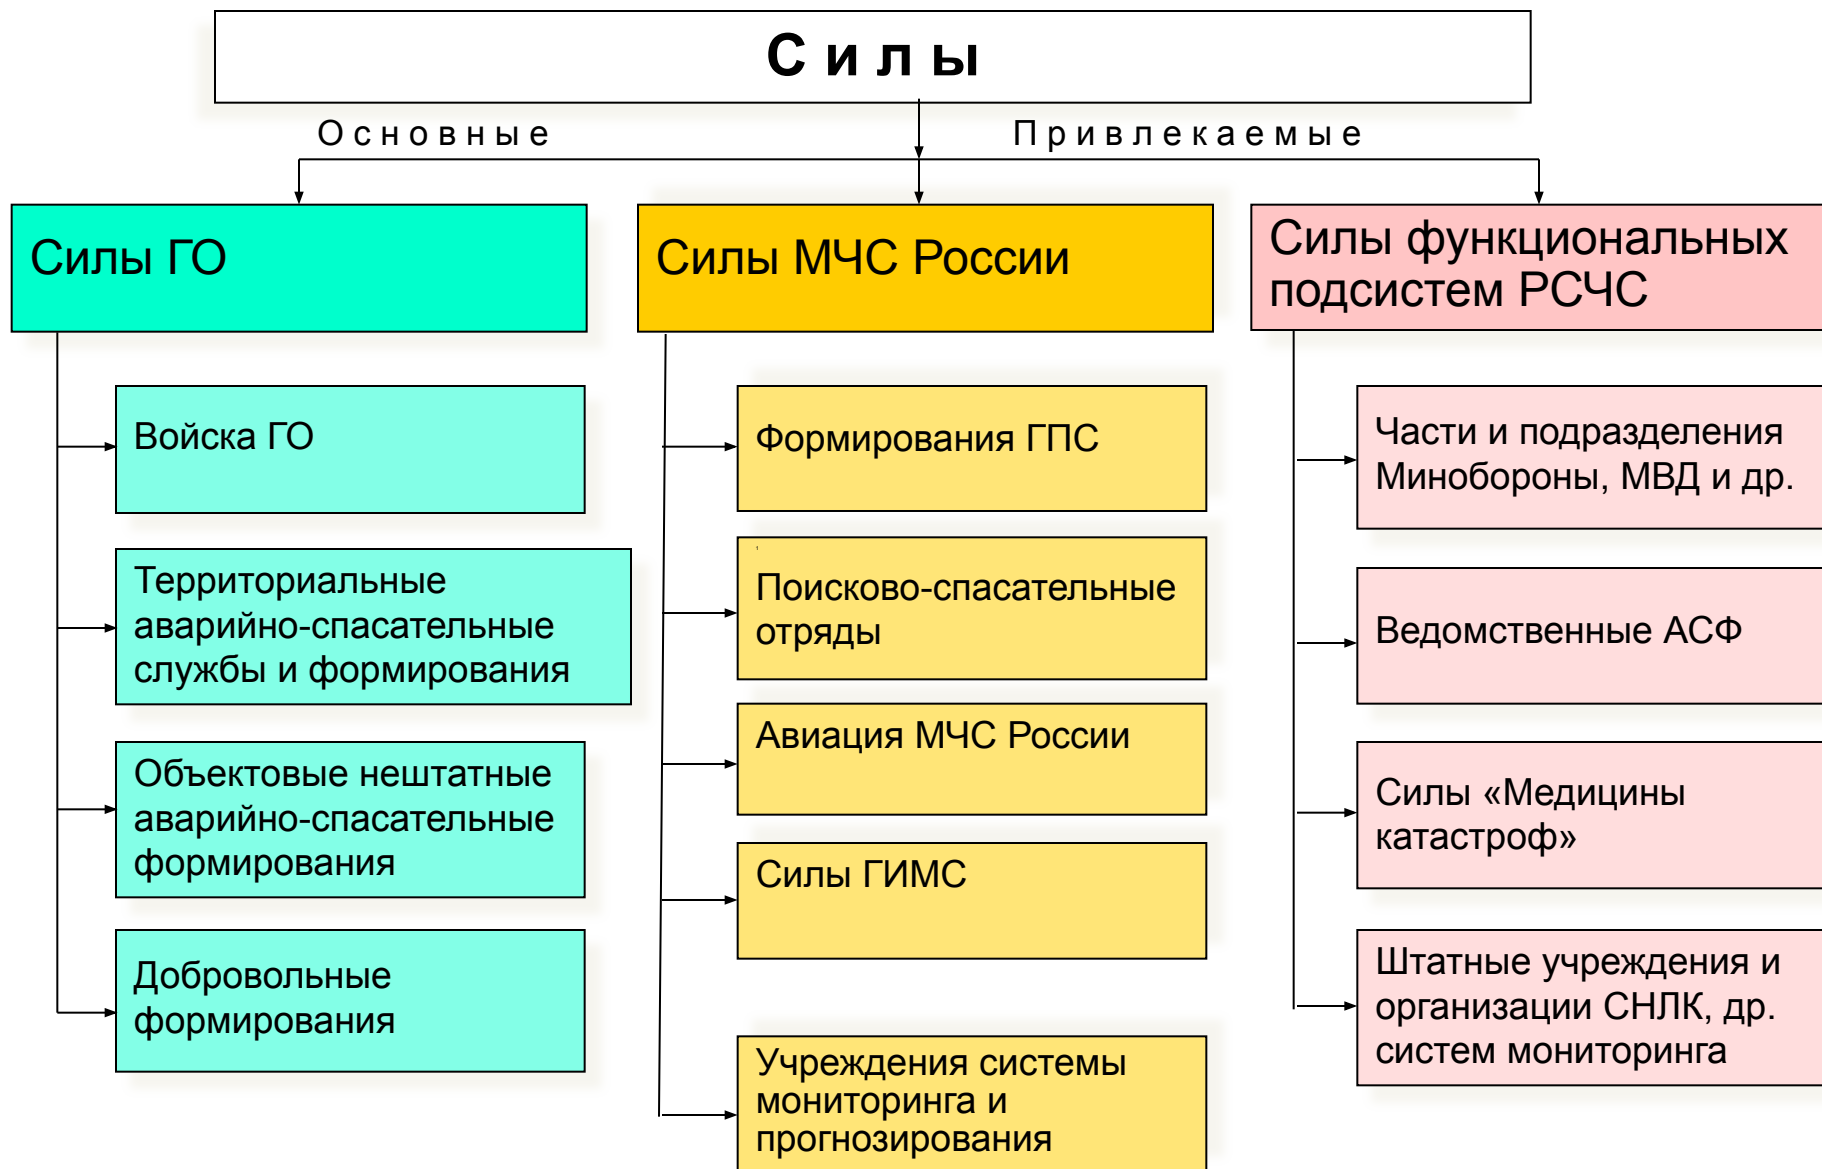 С и л ы
О с н о в н ы е
П р и в л е к а е м ы е
Силы ГО
Войска ГО
Территориальные
аварийно-спасательные
службы и формирования
Объектовые нештатные
аварийно-спасательные
формирования
Добровольные
формирования
Силы МЧС России
Формирования ГПС
Поисково-спасательные
отряды
Авиация МЧС России
Силы ГИМС
Учреждения системы
мониторинга и
прогнозирования
Силы функциональных
подсистем РСЧС
Части и подразделения
Минобороны, МВД и др.
Ведомственные АСФ
Силы «Медицины
катастроф»
Штатные учреждения и
организации СНЛК, др.
систем мониторинга